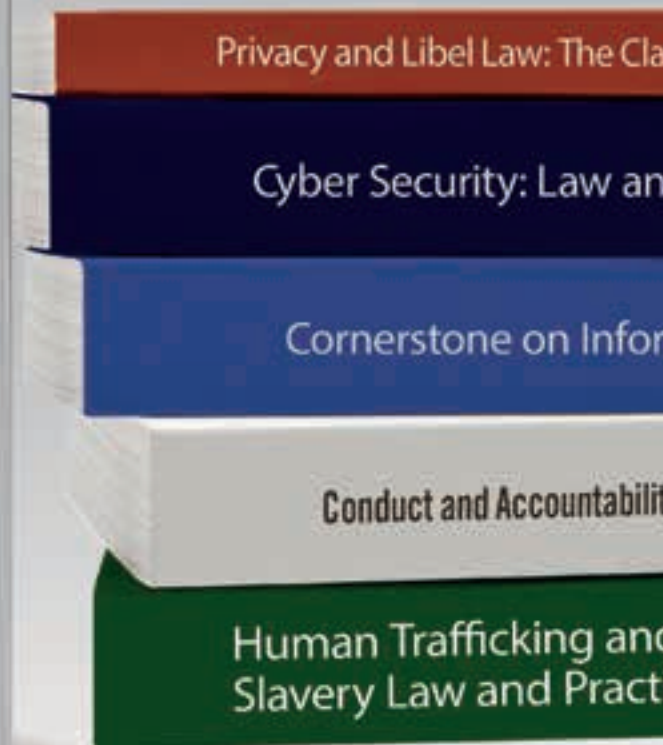 Privacy and Libel Law: The Cla
Cyber Security: Law an
Cornerstone on Infor
Conduct and Accountabilit
Human Trafficking and
Slavery Law and Pract